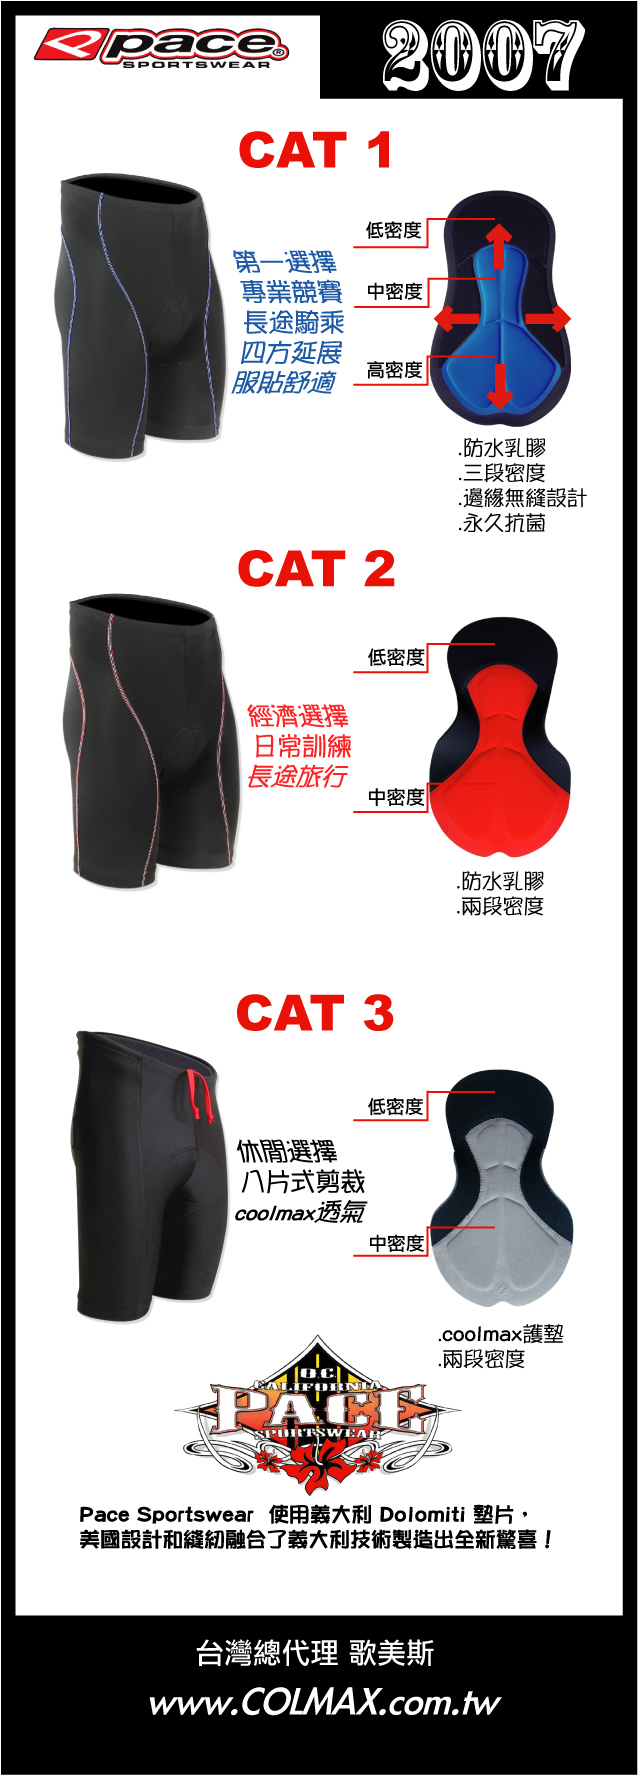 pace®
SPORTSWEAR
2007
CAT 1
第一選擇
專業競賽
長途騎乘
四方延展
服貼舒適
低密度
中密度
高密度
.防水乳膠
.三段密度
.邊緣無縫設計
.永久抗菌
CAT 2
經濟選擇
日常訓練
長途旅行
低密度
中密度
.防水乳膠
.兩段密度
CAT 3
休閒選擇
八片式剪裁
coolmax透氣
低密度
中密度
.coolmax護墊
.兩段密度
OC
CALIFORNIA
PACE
SPORTSWEAR
Pace Sportswear 使用義大利 Dolomiti 墊片，
美國設計和縫紉融合了義大利技術製造出全新驚喜！
台灣總代理 歌美斯
www.COLMAX.com.tw